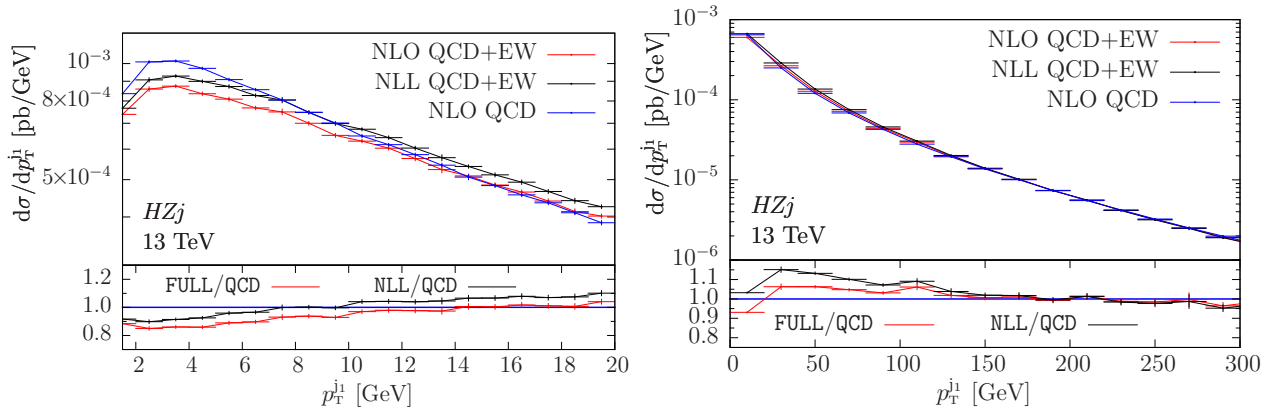 dσ/dp_T^{j1} [pb/GeV]
10⁻³
8×10⁻⁴
5×10⁻⁴
NLO QCD+EW
NLL QCD+EW
NLO QCD
HZj
13 TeV
1.2
1.0
0.8
FULL/QCD
NLL/QCD
2 4 6 8 10 12 14 16 18 20
p_T^{j1} [GeV]
dσ/dp_T^{j1} [pb/GeV]
10⁻³
10⁻⁴
10⁻⁵
10⁻⁶
NLO QCD+EW
NLL QCD+EW
NLO QCD
HZj
13 TeV
1.1
1.0
0.9
0.8
FULL/QCD
NLL/QCD
0 50 100 150 200 250 300
p_T^{j1} [GeV]